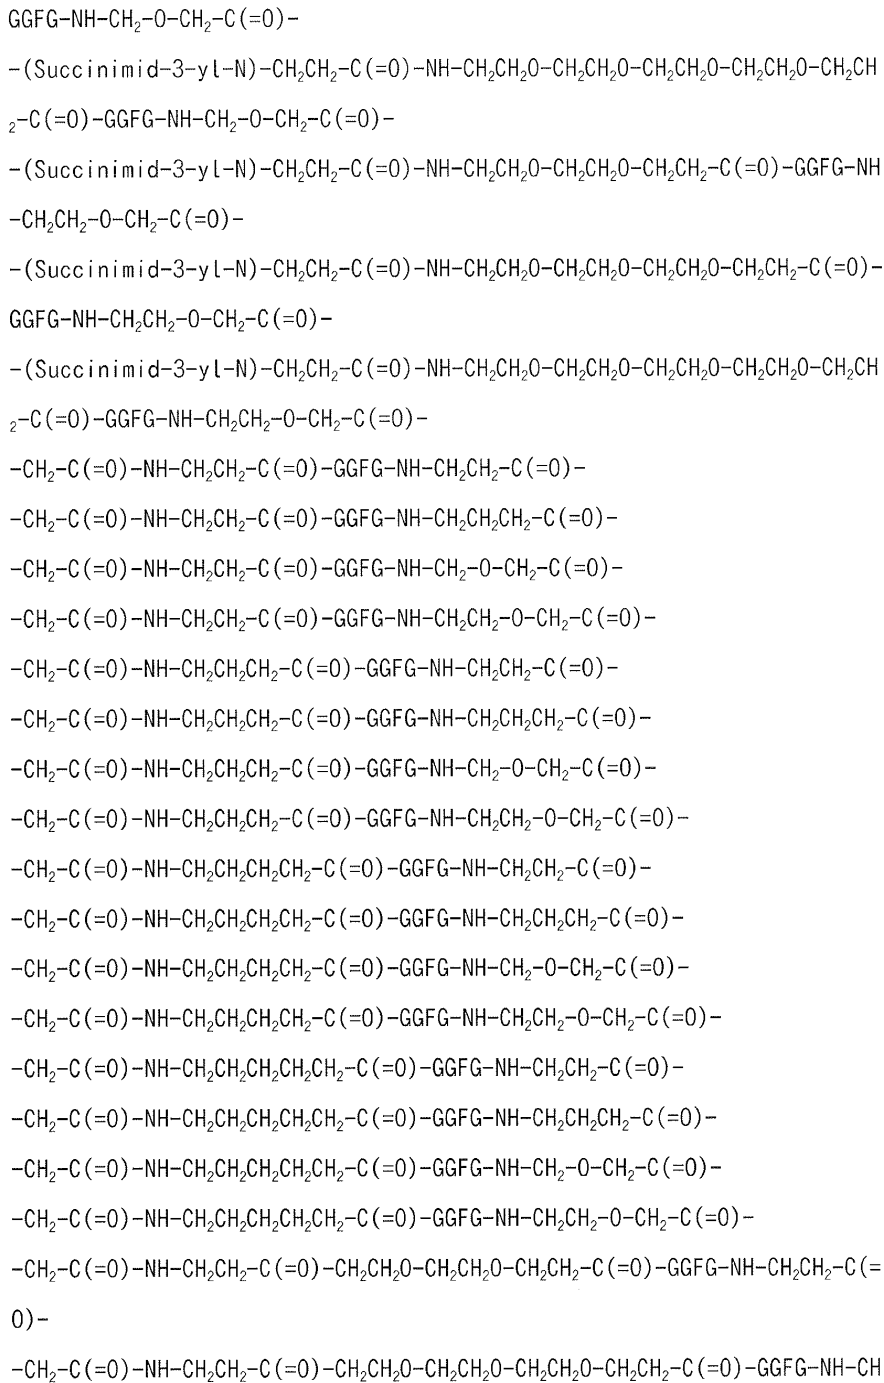 GGFG-NH-CH₂-O-CH₂-C(=O)-
-(Succinimid-3-yl-N)-CH₂CH₂-C(=O)-NH-CH₂CH₂O-CH₂CH₂O-CH₂CH₂O-CH₂CH₂O-CH₂CH
₂-C(=O)-GGFG-NH-CH₂-O-CH₂-C(=O)-
-(Succinimid-3-yl-N)-CH₂CH₂-C(=O)-NH-CH₂CH₂O-CH₂CH₂O-CH₂CH₂-C(=O)-GGFG-NH
-CH₂CH₂-O-CH₂-C(=O)-
-(Succinimid-3-yl-N)-CH₂CH₂-C(=O)-NH-CH₂CH₂O-CH₂CH₂O-CH₂CH₂O-CH₂CH₂-C(=O)-
GGFG-NH-CH₂CH₂-O-CH₂-C(=O)-
-(Succinimid-3-yl-N)-CH₂CH₂-C(=O)-NH-CH₂CH₂O-CH₂CH₂O-CH₂CH₂O-CH₂CH₂O-CH₂CH
₂-C(=O)-GGFG-NH-CH₂CH₂-O-CH₂-C(=O)-
-CH₂-C(=O)-NH-CH₂CH₂-C(=O)-GGFG-NH-CH₂CH₂-C(=O)-
-CH₂-C(=O)-NH-CH₂CH₂-C(=O)-GGFG-NH-CH₂CH₂CH₂-C(=O)-
-CH₂-C(=O)-NH-CH₂CH₂-C(=O)-GGFG-NH-CH₂-O-CH₂-C(=O)-
-CH₂-C(=O)-NH-CH₂CH₂-C(=O)-GGFG-NH-CH₂CH₂-O-CH₂-C(=O)-
-CH₂-C(=O)-NH-CH₂CH₂CH₂-C(=O)-GGFG-NH-CH₂CH₂-C(=O)-
-CH₂-C(=O)-NH-CH₂CH₂CH₂-C(=O)-GGFG-NH-CH₂CH₂CH₂-C(=O)-
-CH₂-C(=O)-NH-CH₂CH₂CH₂-C(=O)-GGFG-NH-CH₂-O-CH₂-C(=O)-
-CH₂-C(=O)-NH-CH₂CH₂CH₂-C(=O)-GGFG-NH-CH₂CH₂-O-CH₂-C(=O)-
-CH₂-C(=O)-NH-CH₂CH₂CH₂CH₂-C(=O)-GGFG-NH-CH₂CH₂-C(=O)-
-CH₂-C(=O)-NH-CH₂CH₂CH₂CH₂-C(=O)-GGFG-NH-CH₂CH₂CH₂-C(=O)-
-CH₂-C(=O)-NH-CH₂CH₂CH₂CH₂-C(=O)-GGFG-NH-CH₂-O-CH₂-C(=O)-
-CH₂-C(=O)-NH-CH₂CH₂CH₂CH₂-C(=O)-GGFG-NH-CH₂CH₂-O-CH₂-C(=O)-
-CH₂-C(=O)-NH-CH₂CH₂CH₂CH₂CH₂-C(=O)-GGFG-NH-CH₂CH₂-C(=O)-
-CH₂-C(=O)-NH-CH₂CH₂CH₂CH₂CH₂-C(=O)-GGFG-NH-CH₂CH₂CH₂-C(=O)-
-CH₂-C(=O)-NH-CH₂CH₂CH₂CH₂CH₂-C(=O)-GGFG-NH-CH₂-O-CH₂-C(=O)-
-CH₂-C(=O)-NH-CH₂CH₂CH₂CH₂CH₂-C(=O)-GGFG-NH-CH₂CH₂-O-CH₂-C(=O)-
-CH₂-C(=O)-NH-CH₂CH₂-C(=O)-CH₂CH₂O-CH₂CH₂O-CH₂CH₂-C(=O)-GGFG-NH-CH₂CH₂-C(=
O)-
-CH₂-C(=O)-NH-CH₂CH₂-C(=O)-CH₂CH₂O-CH₂CH₂O-CH₂CH₂O-CH₂CH₂-C(=O)-GGFG-NH-CH